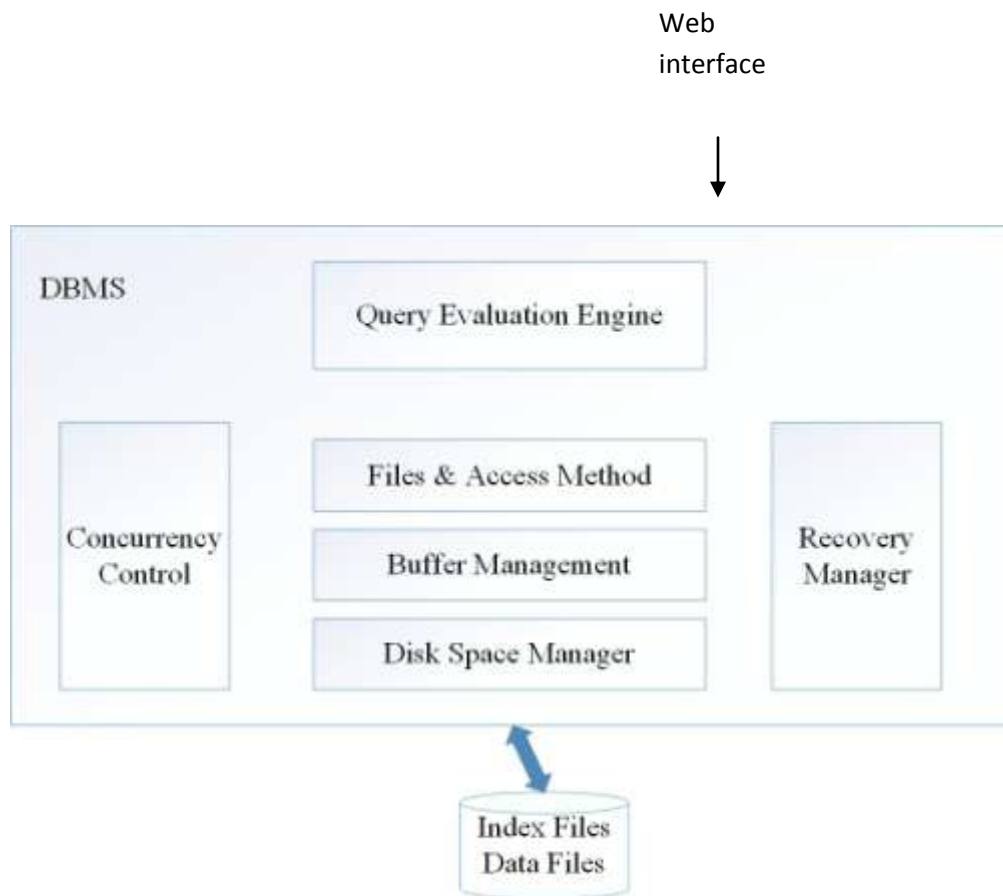 Web
interface
DBMS
Query Evaluation Engine
Files & Access Method
Concurrency
Control
Buffer Management
Recovery
Manager
Disk Space Manager
Index Files
Data Files